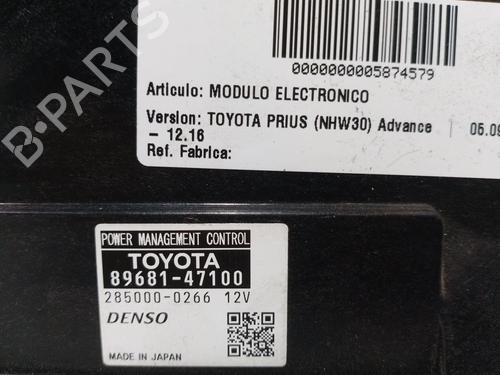 0000000005874579
Artículo: MODULO ELECTRONICO
Version: TOYOTA PRIUS (NHW30) Advance | 05.09
- 12.16
Ref. Fabrica:
POWER MANAGEMENT CONTROL
TOYOTA
89681-47100
285000-0266 12V
DENSO
MADE IN JAPAN
B-PARTS